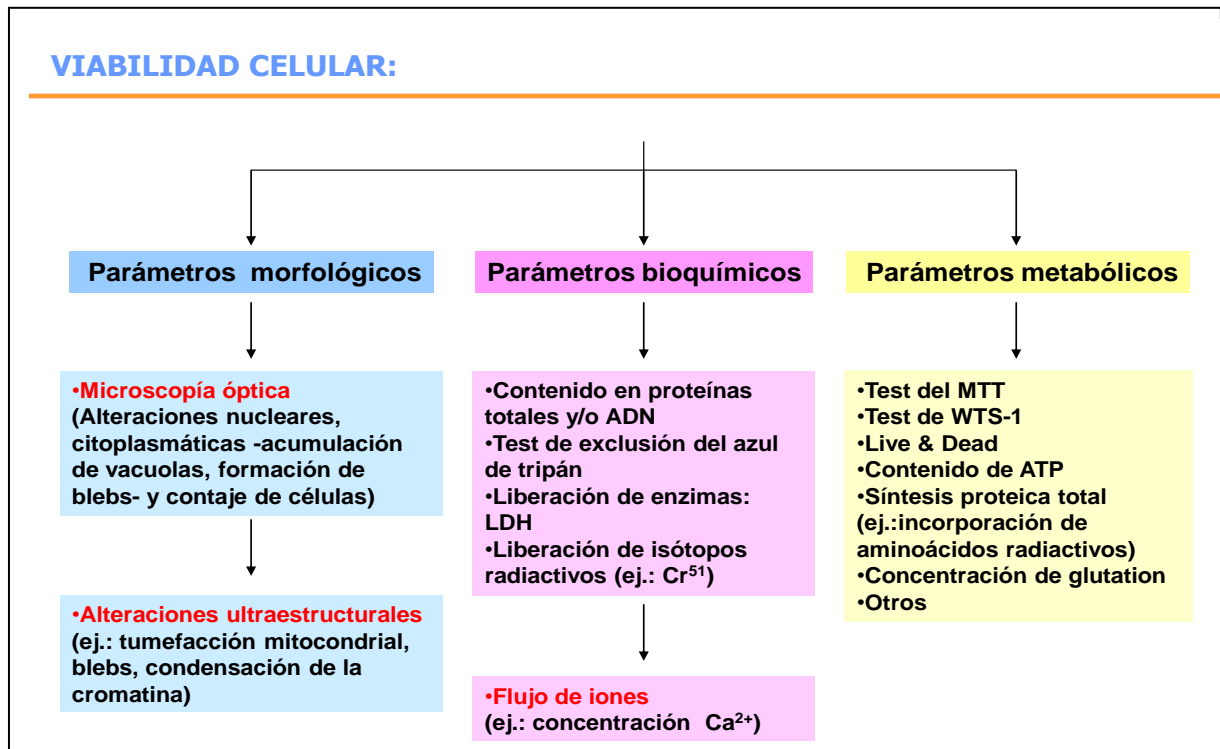 VIABILIDAD CELULAR:
Parámetros morfológicos
•Microscopía óptica
(Alteraciones nucleares,
citoplasmáticas -acumulación
de vacuolas, formación de
blebs- y contaje de células)
•Alteraciones ultraestructurales
(ej.: tumefacción mitocondrial,
blebs, condensación de la
cromatina)
Parámetros bioquímicos
•Contenido en proteínas
totales y/o ADN
•Test de exclusión del azul
de tripán
•Liberación de enzimas:
LDH
•Liberación de isótopos
radiactivos (ej.: Cr⁵¹)
•Flujo de iones
(ej.: concentración Ca²⁺)
Parámetros metabólicos
•Test del MTT
•Test de WTS-1
•Live & Dead
•Contenido de ATP
•Síntesis proteica total
(ej.:incorporación de
aminoácidos radiactivos)
•Concentración de glutation
•Otros